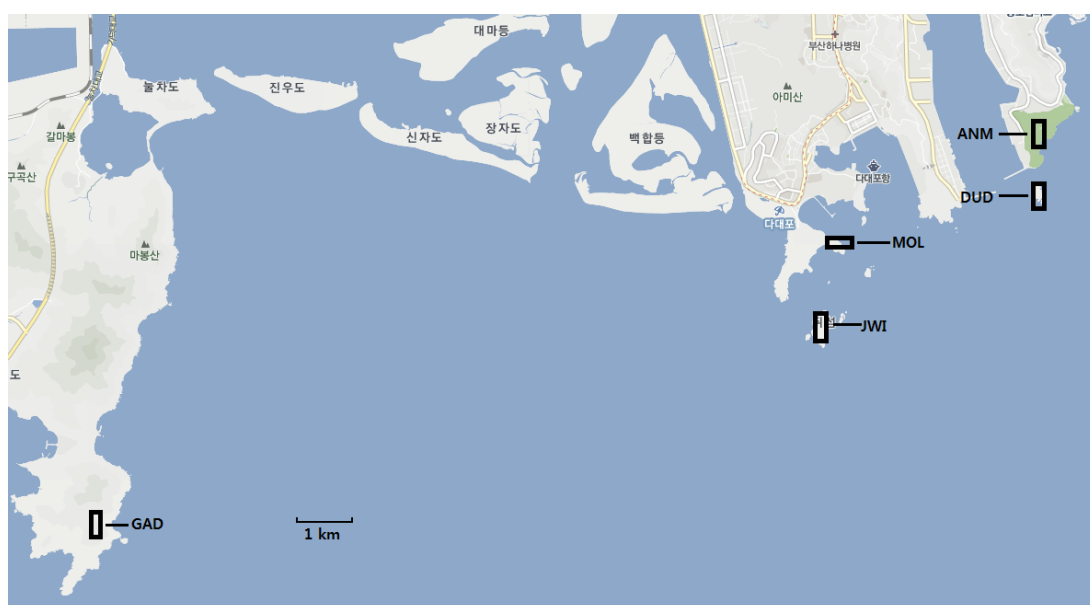 대마등
부산하나병원
눌차도
진우도
아미산
장자도
신자도
백합등
갈마봉
구곡산
ANM
다대포항
DUD
다대포
MOL
마봉산
JWI
도
GAD
1 km